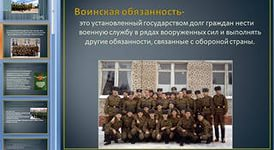 Воинская обязанность-
это установленный государством долг граждан нести
военную службу в рядах вооруженных сил и выполнять
другие обязанности, связанные с обороной страны.